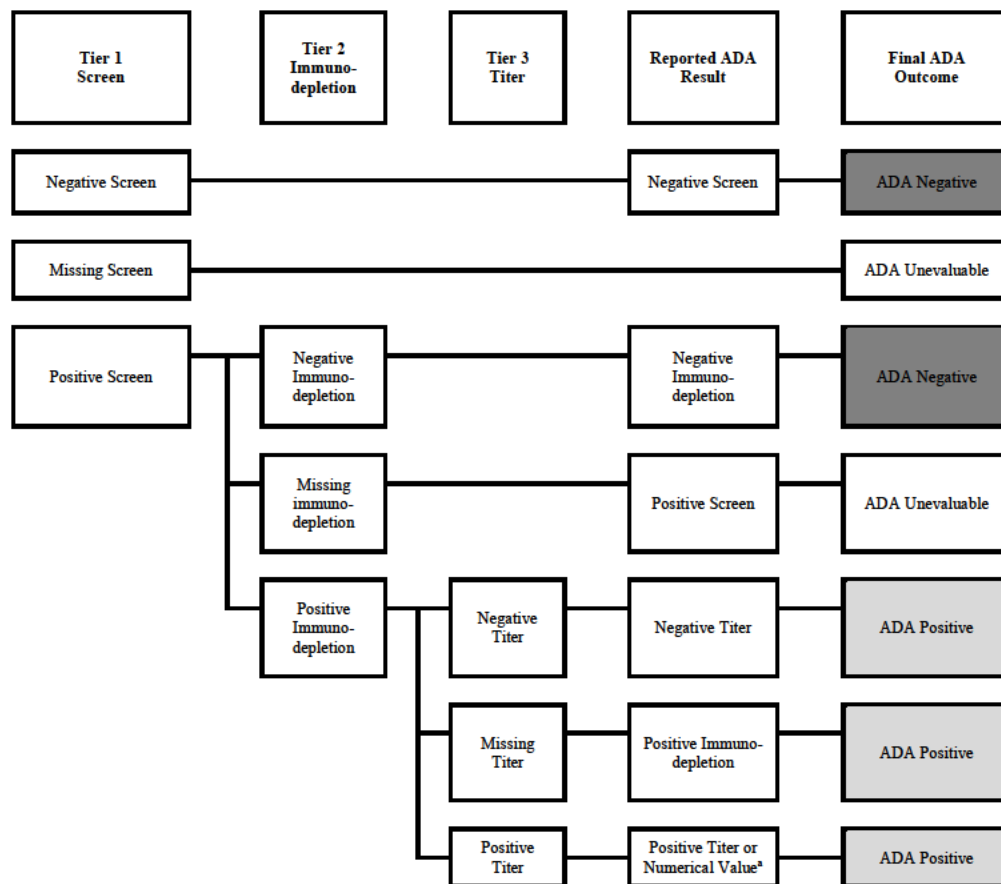 Tier 1
Screen
Tier 2
Immuno-
depletion
Tier 3
Titer
Reported ADA
Result
Final ADA
Outcome
Negative Screen
Negative Screen
ADA Negative
Missing Screen
ADA Unevaluable
Positive Screen
Negative
Immuno-
depletion
Negative
Immuno-
depletion
ADA Negative
Missing
immuno-
depletion
Positive Screen
ADA Unevaluable
Positive
Immuno-
depletion
Negative
Titer
Negative Titer
ADA Positive
Missing
Titer
Positive Immuno-
depletion
ADA Positive
Positive
Titer
Positive Titer or
Numerical Valueᵃ
ADA Positive